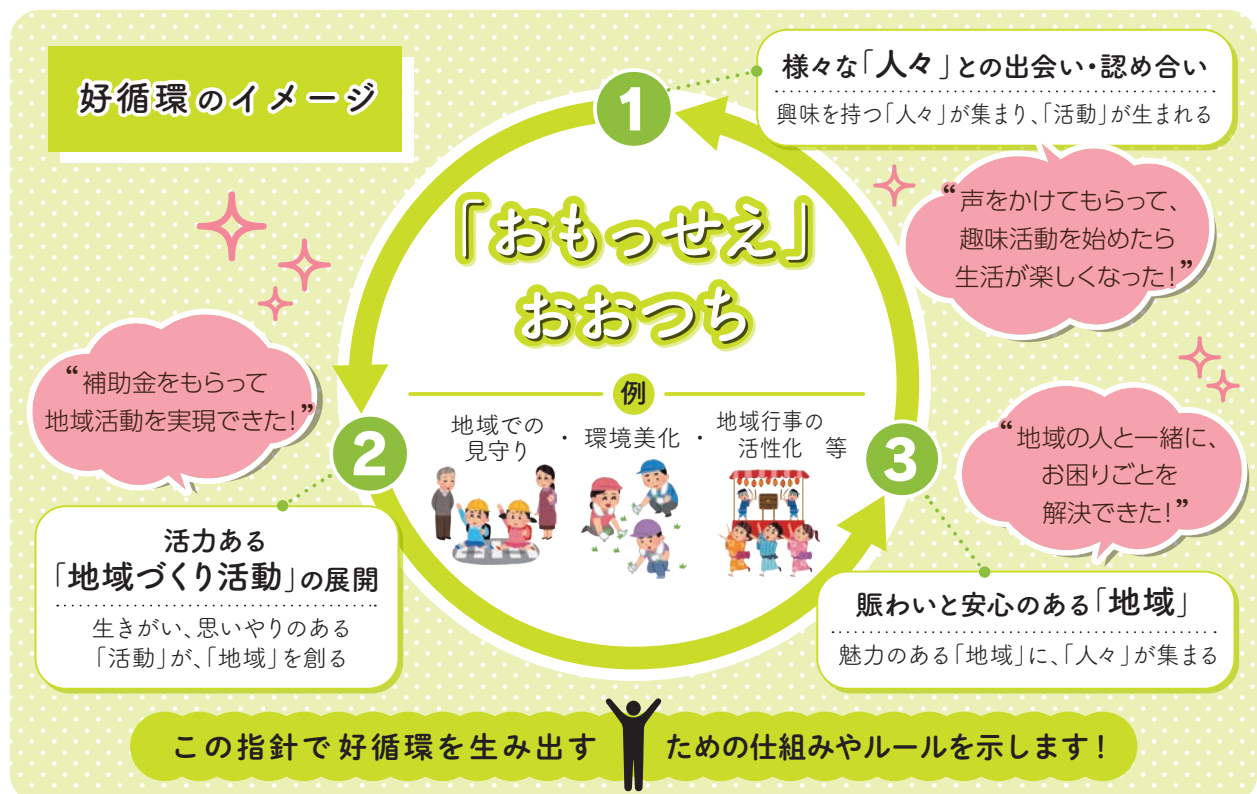 好循環のイメージ
1
様々な「人々」との出会い・認め合い
興味を持つ「人々」が集まり、「活動」が生まれる
“声をかけてもらって、
趣味活動を始めたら
生活が楽しくなった!”
「おもっせえ」
おおつち
例
地域での
見守り
・環境美化・
地域行事の
活性化 等
“補助金をもらって
地域活動を実現できた!”
2
活力ある
「地域づくり活動」の展開
生きがい、思いやりのある
「活動」が、「地域」を創る
3
“地域の人と一緒に、
お困りごとを
解決できた!”
賑わいと安心のある「地域」
魅力のある「地域」に、「人々」が集まる
この指針で好循環を生み出す ための仕組みやルールを示します!